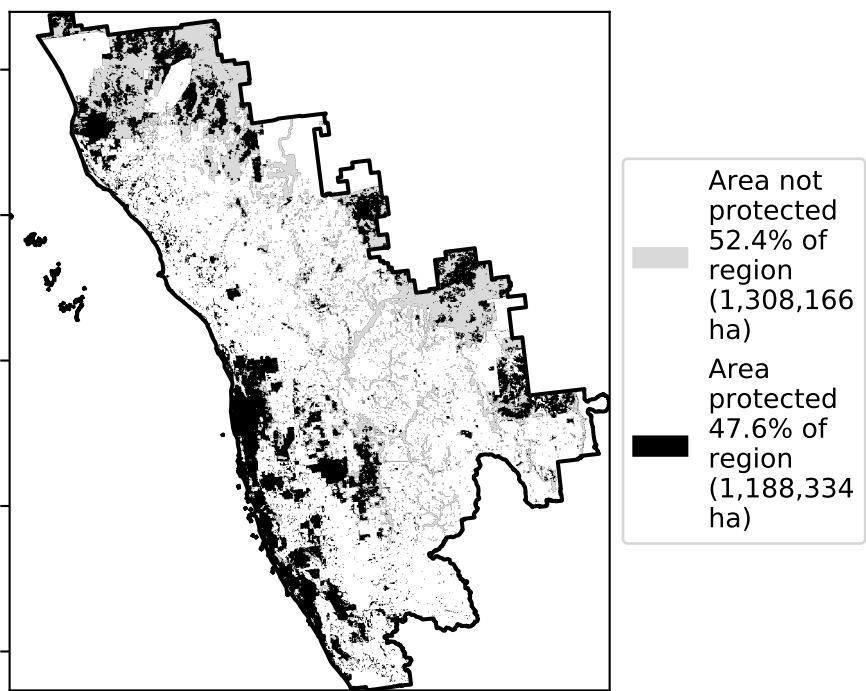 Area not
protected
52.4% of
region
(1,308,166
ha)
Area
protected
47.6% of
region
(1,188,334
ha)